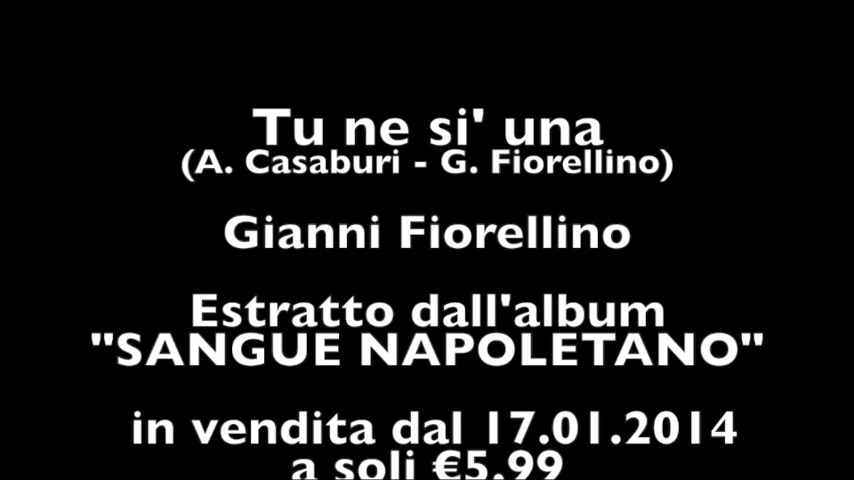 Tu ne si' una
(A. Casaburi - G. Fiorellino)
Gianni Fiorellino
Estratto dall'album
"SANGUE NAPOLETANO"
in vendita dal 17.01.2014
a soli €5,99